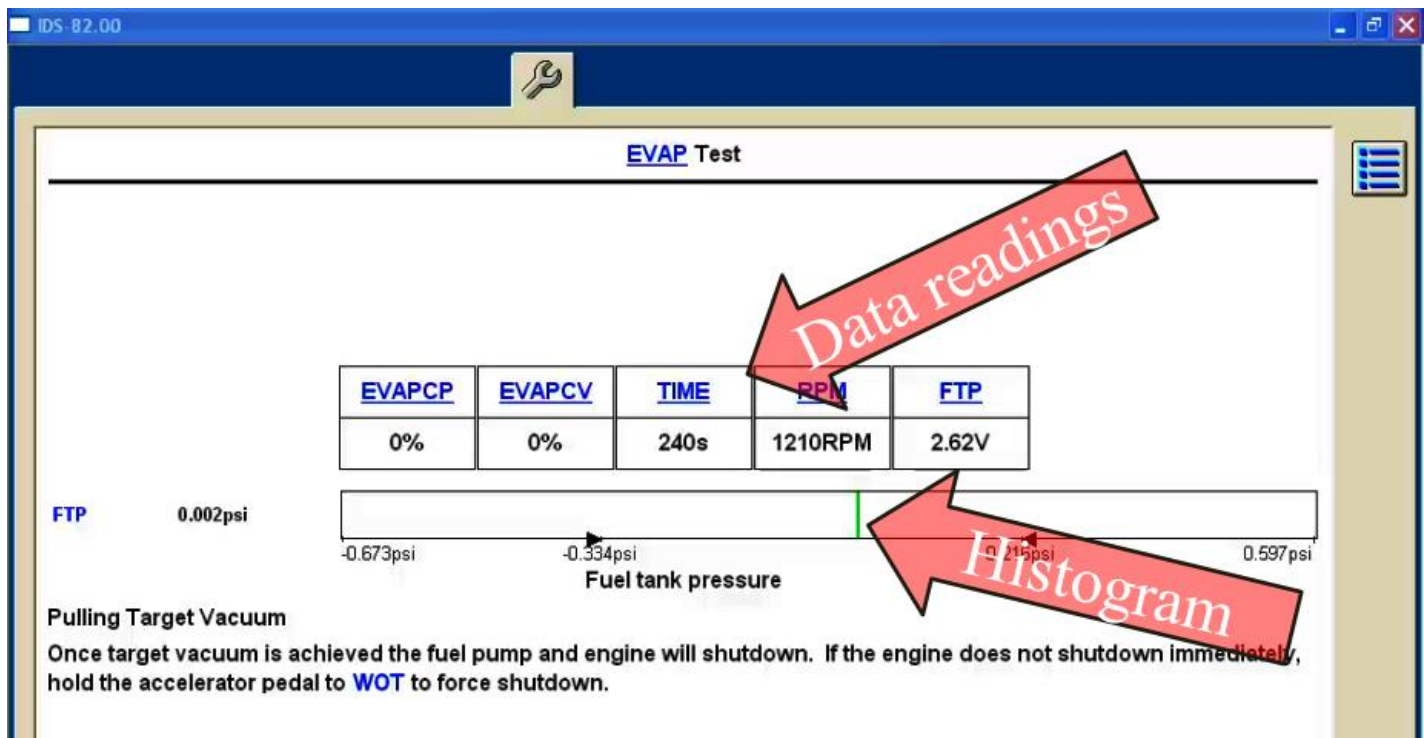 IDS-82.00
EVAP Test
Data readings
EVAPCP EVAPCV TIME RPM FTP
0% 0% 240s 1210RPM 2.62V
FTP 0.002psi
-0.673psi -0.334psi 0.215psi 0.597psi
Histogram
Fuel tank pressure
Pulling Target Vacuum
Once target vacuum is achieved the fuel pump and engine will shutdown. If the engine does not shutdown immediately,
hold the accelerator pedal to WOT to force shutdown.